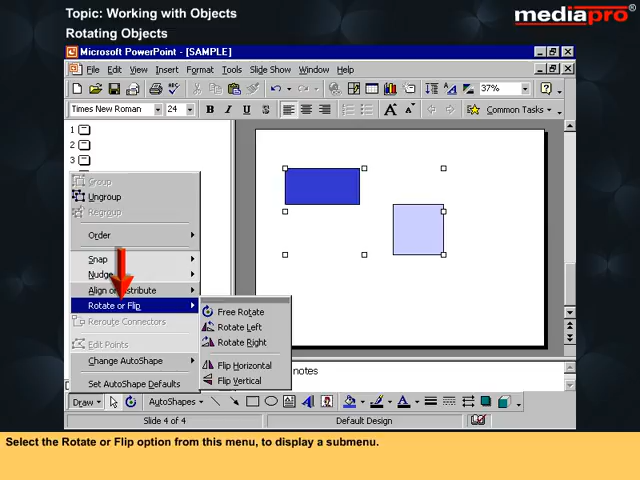 Topic: Working with Objects
Rotating Objects
mediapro®
Microsoft PowerPoint - [SAMPLE]
File Edit View Insert Format Tools Slide Show Window Help
37%
Times New Roman 24 B I U S Common Tasks
1
2
3
Group
Ungroup
Regroup
Order
Snap
Nudge
Align or Distribute
Rotate or Flip
Reroute Connectors
Edit Points
Change AutoShape
Set AutoShape Defaults
Free Rotate
Rotate Left
Rotate Right
Flip Horizontal
Flip Vertical
notes
Draw AutoShapes
Slide 4 of 4 Default Design
Select the Rotate or Flip option from this menu, to display a submenu.